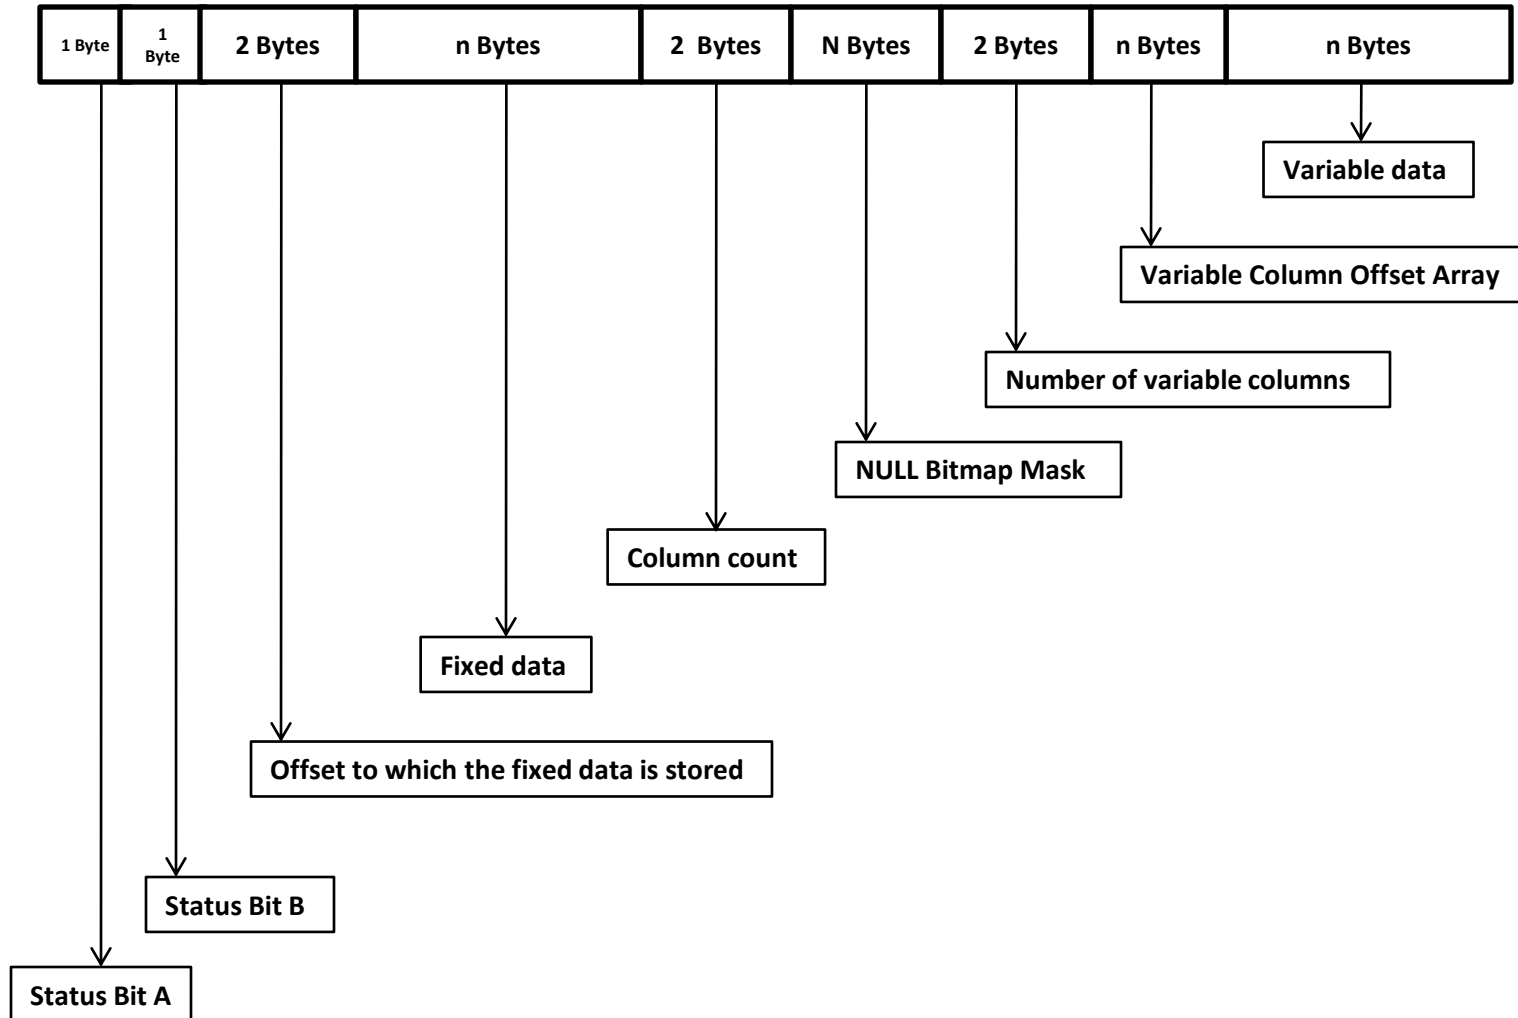 1 Byte
1
Byte
2 Bytes
n Bytes
2 Bytes
N Bytes
2 Bytes
n Bytes
n Bytes
Variable data
Variable Column Offset Array
Number of variable columns
NULL Bitmap Mask
Column count
Fixed data
Offset to which the fixed data is stored
Status Bit B
Status Bit A